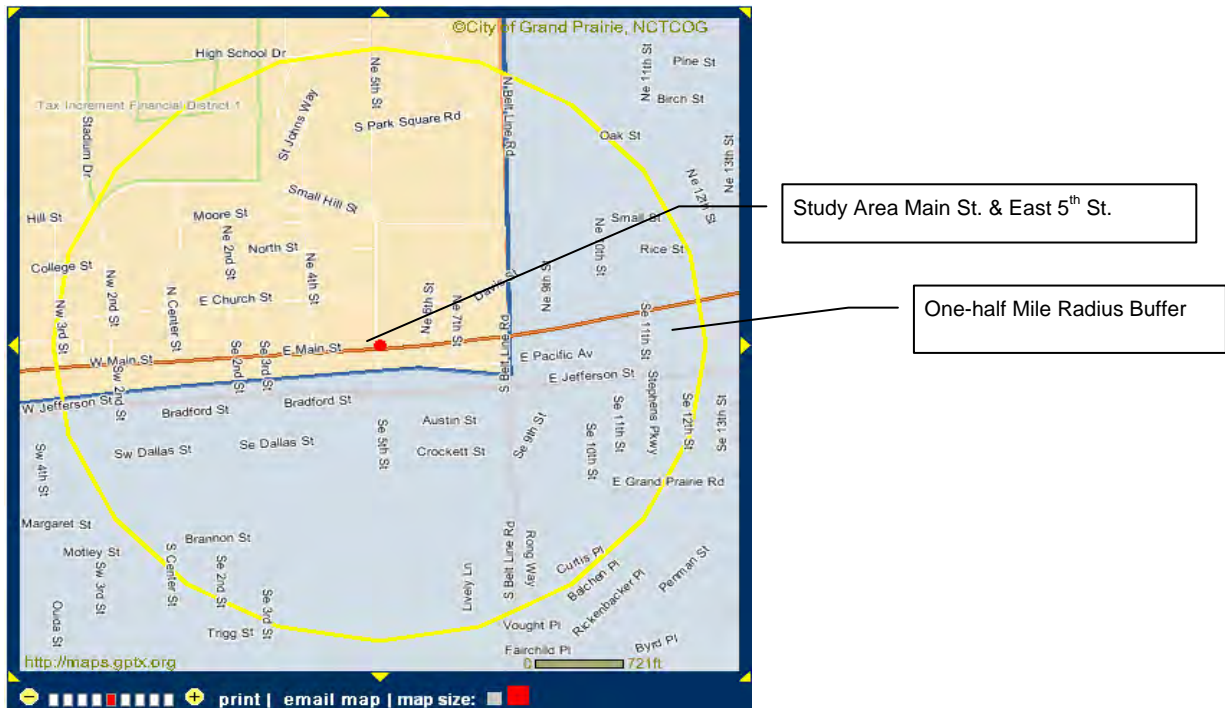 ©City of Grand Prairie, NCTCOG
High School Dr
Ne 5th St
Ne 11th St
Pine St
Tax Increment Financial District 1
St Johns Way
N Belt Line Rd
Birch St
Stadium Dr
S Park Square Rd
Oak St
Ne 13th St
Ne 12th St
Small Hill St
Hill St
Moore St
Small St
Study Area Main St. & East 5th St.
Ne 2nd St
North St
Ne 10th St
Rice St
College St
Ne 4th St
Nw 2nd St
Nw 3rd St
N Center St
E Church St
Ne 6th St
Ne 7th St
Davis St
Ne 9th St
One-half Mile Radius Buffer
Se 11th St
W Main St
E Main St
Se 2nd St
Se 3rd St
S Belt Line Rd
E Pacific Av
E Jefferson St
Sw 2nd St
W Jefferson St
Bradford St
Bradford St
Stephens Pkwy
Se 12th St
Se 13th St
Austin St
Se 9th St
Se 11th St
Se 10th St
Sw 4th St
Sw Dallas St
Se Dallas St
Se 5th St
Crockett St
E Grand Prairie Rd
Margaret St
Motley St
Sw 3rd St
S Center St
Brannon St
Se 2nd St
Se 3rd St
S Belt Line Rd
Rong Way
Lively Ln
Curtis Pl
Balchen Pl
Rickenbacker Pl
Penman St
Ouida St
Trigg St
Vought Pl
Fairchild Pl
Byrd Pl
http://maps.gptx.org
0 721ft
print | email map | map size: